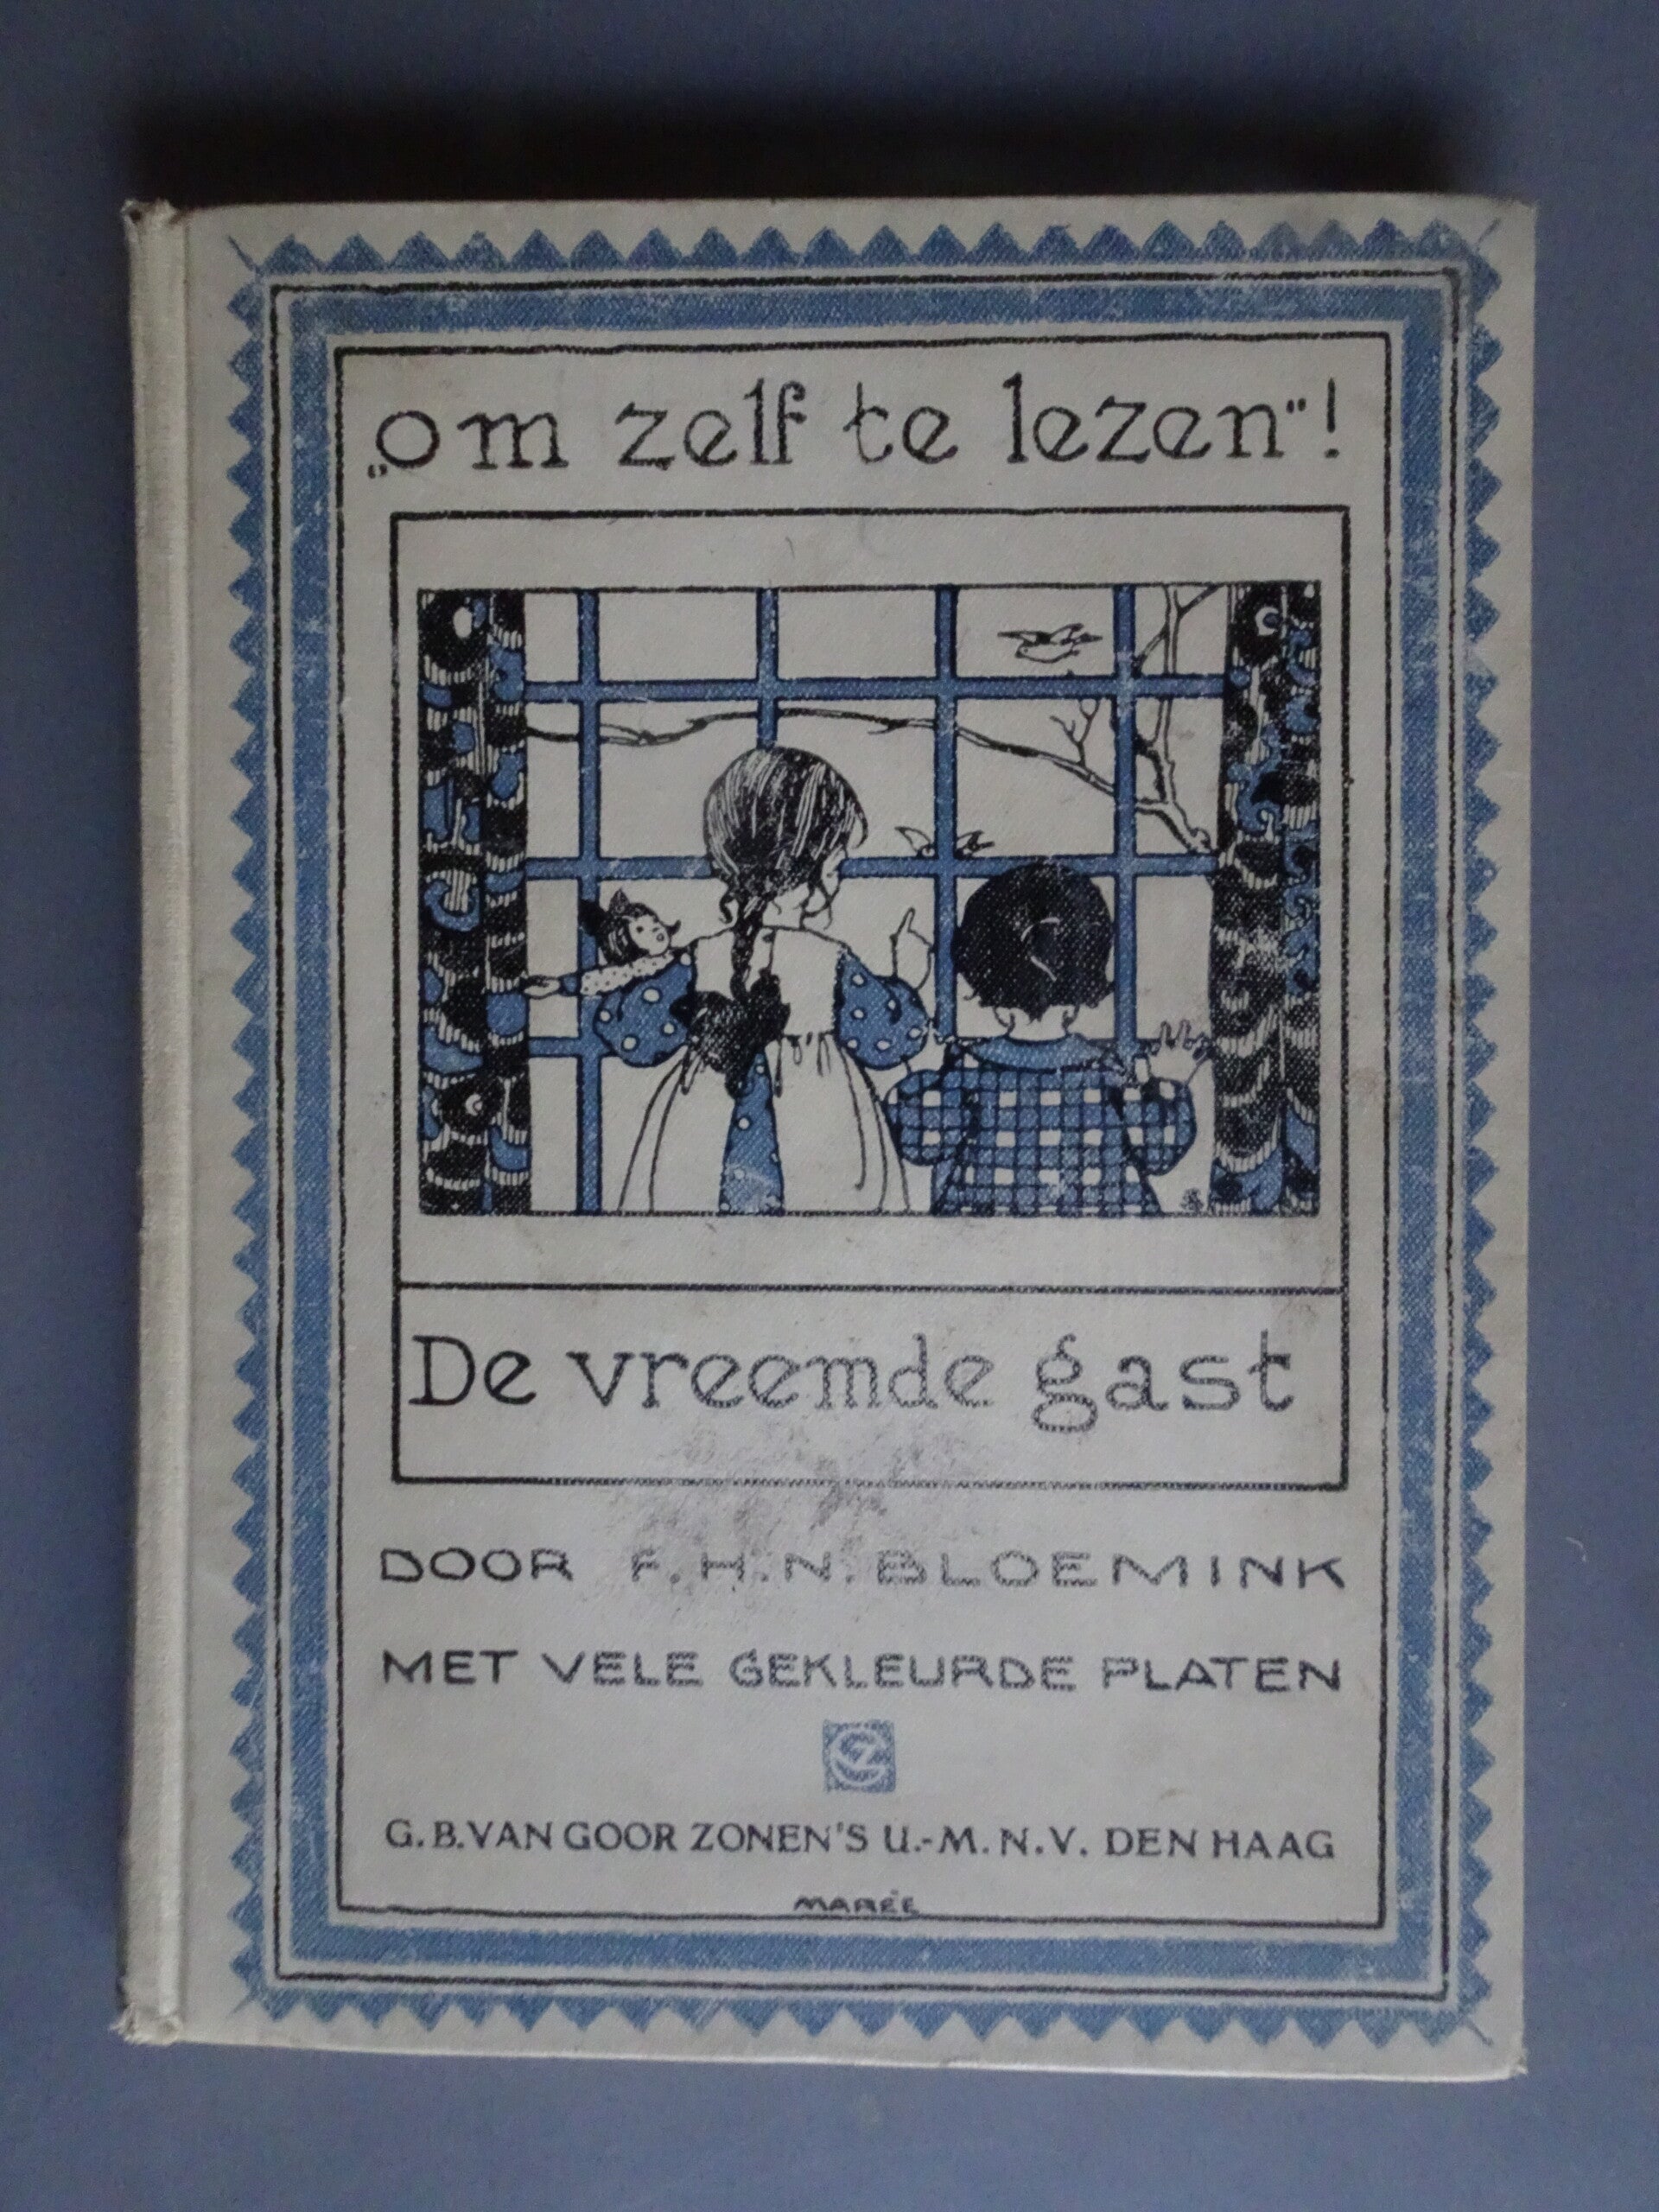 „om zelf te lezen"!
De vreemde gast
DOOR F.H.N. BLOEMINK
MET VELE GEKLEURDE PLATEN
G.B. VAN GOOR ZONEN'S U.-M. N.V. DEN HAAG
MARÉE